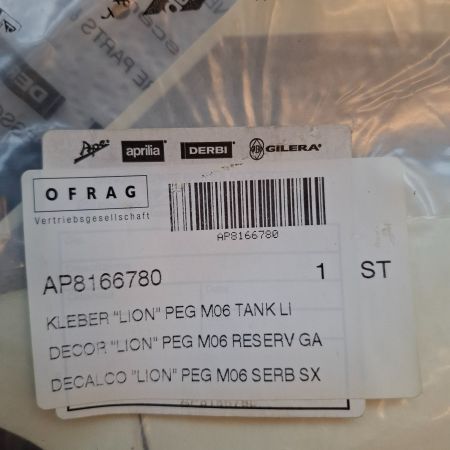 Ape aprilia DERBI GILERA
OFRAG
Vertriebsgesellschaft
AP8166780
AP8166780 1 ST
KLEBER "LION" PEG M06 TANK LI
DECOR "LION" PEG M06 RESERV GA
DECALCO "LION" PEG M06 SERB SX